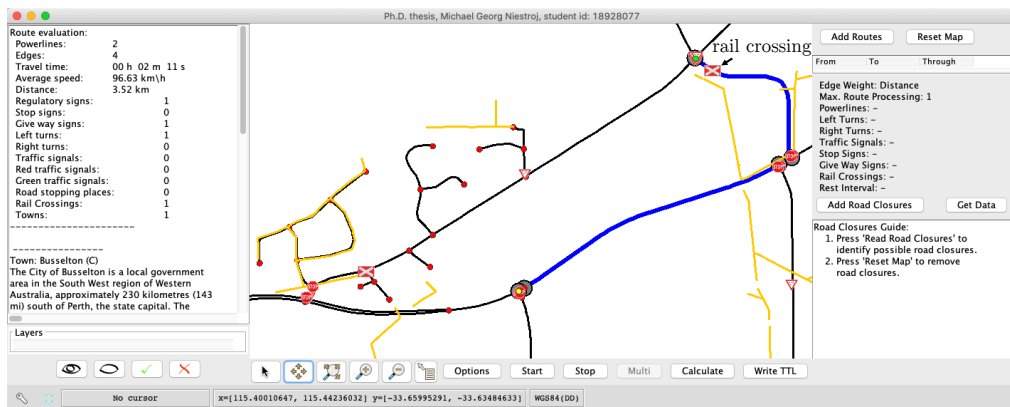 Ph.D. thesis, Michael Georg Niestroj, student id: 18928077
Route evaluation:
Powerlines: 2
Edges: 4
Travel time: 00 h 02 m 11 s
Average speed: 96.63 km\h
Distance: 3.52 km
Regulatory signs: 1
Stop signs: 0
Give way signs: 1
Left turns: 1
Right turns: 0
Traffic signals: 0
Red traffic signals: 0
Green traffic signals: 0
Road stopping places: 0
Rail Crossings: 1
Towns: 1
-----------------------
-----------------
Town: Busselton (C)
The City of Busselton is a local government
area in the South West region of Western
Australia, approximately 230 kilometres (143
mi) south of Perth, the state capital. The
Layers
rail crossing
Add Routes Reset Map
From To Through
Edge Weight: Distance
Max. Route Processing: 1
Powerlines: -
Left Turns: -
Right Turns: -
Traffic Signals: -
Stop Signs: -
Give Way Signs: -
Rail Crossings: -
Rest Interval: -
Add Road Closures Get Data
Road Closures Guide:
1. Press 'Read Road Closures' to
identify possible road closures.
2. Press 'Reset Map' to remove
road closures.
Options Start Stop Multi Calculate Write TTL
No cursor x=[115.40010647, 115.44236032] y=[-33.65995291, -33.63484633] WGS84(DD)